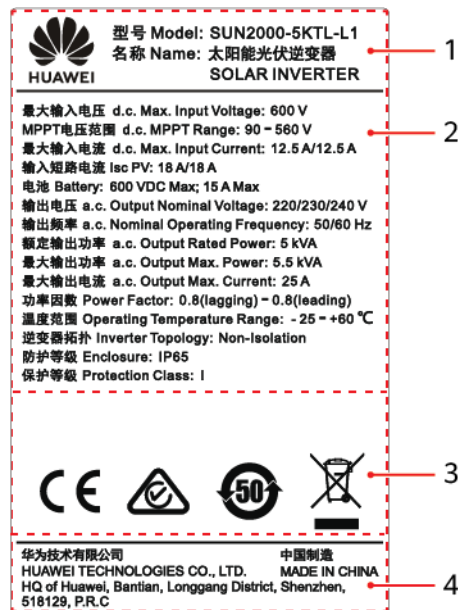 型号 Model: SUN2000-5KTL-L1
名称 Name: 太阳能光伏逆变器
SOLAR INVERTER
HUAWEI
1
最大输入电压 d.c. Max. Input Voltage: 600 V
MPPT电压范围 d.c. MPPT Range: 90 - 560 V
2
最大输入电流 d.c. Max. Input Current: 12.5 A/12.5 A
输入短路电流 Isc PV: 18 A/18 A
电池 Battery: 600 VDC Max; 15 A Max
输出电压 a.c. Output Nominal Voltage: 220/230/240 V
输出频率 a.c. Nominal Operating Frequency: 50/60 Hz
额定输出功率 a.c. Output Rated Power: 5 kVA
最大输出功率 a.c. Output Max. Power: 5.5 kVA
最大输出电流 a.c. Output Max. Current: 25 A
功率因数 Power Factor: 0.8(lagging) - 0.8(leading)
温度范围 Operating Temperature Range: - 25 - +60 ℃
逆变器拓扑 Inverter Topology: Non-Isolation
防护等级 Enclosure: IP65
保护等级 Protection Class: I
CE
50
3
华为技术有限公司 中国制造
HUAWEI TECHNOLOGIES CO., LTD. MADE IN CHINA
HQ of Huawei, Bantian, Longgang District, Shenzhen,
518129, P.R.C
4